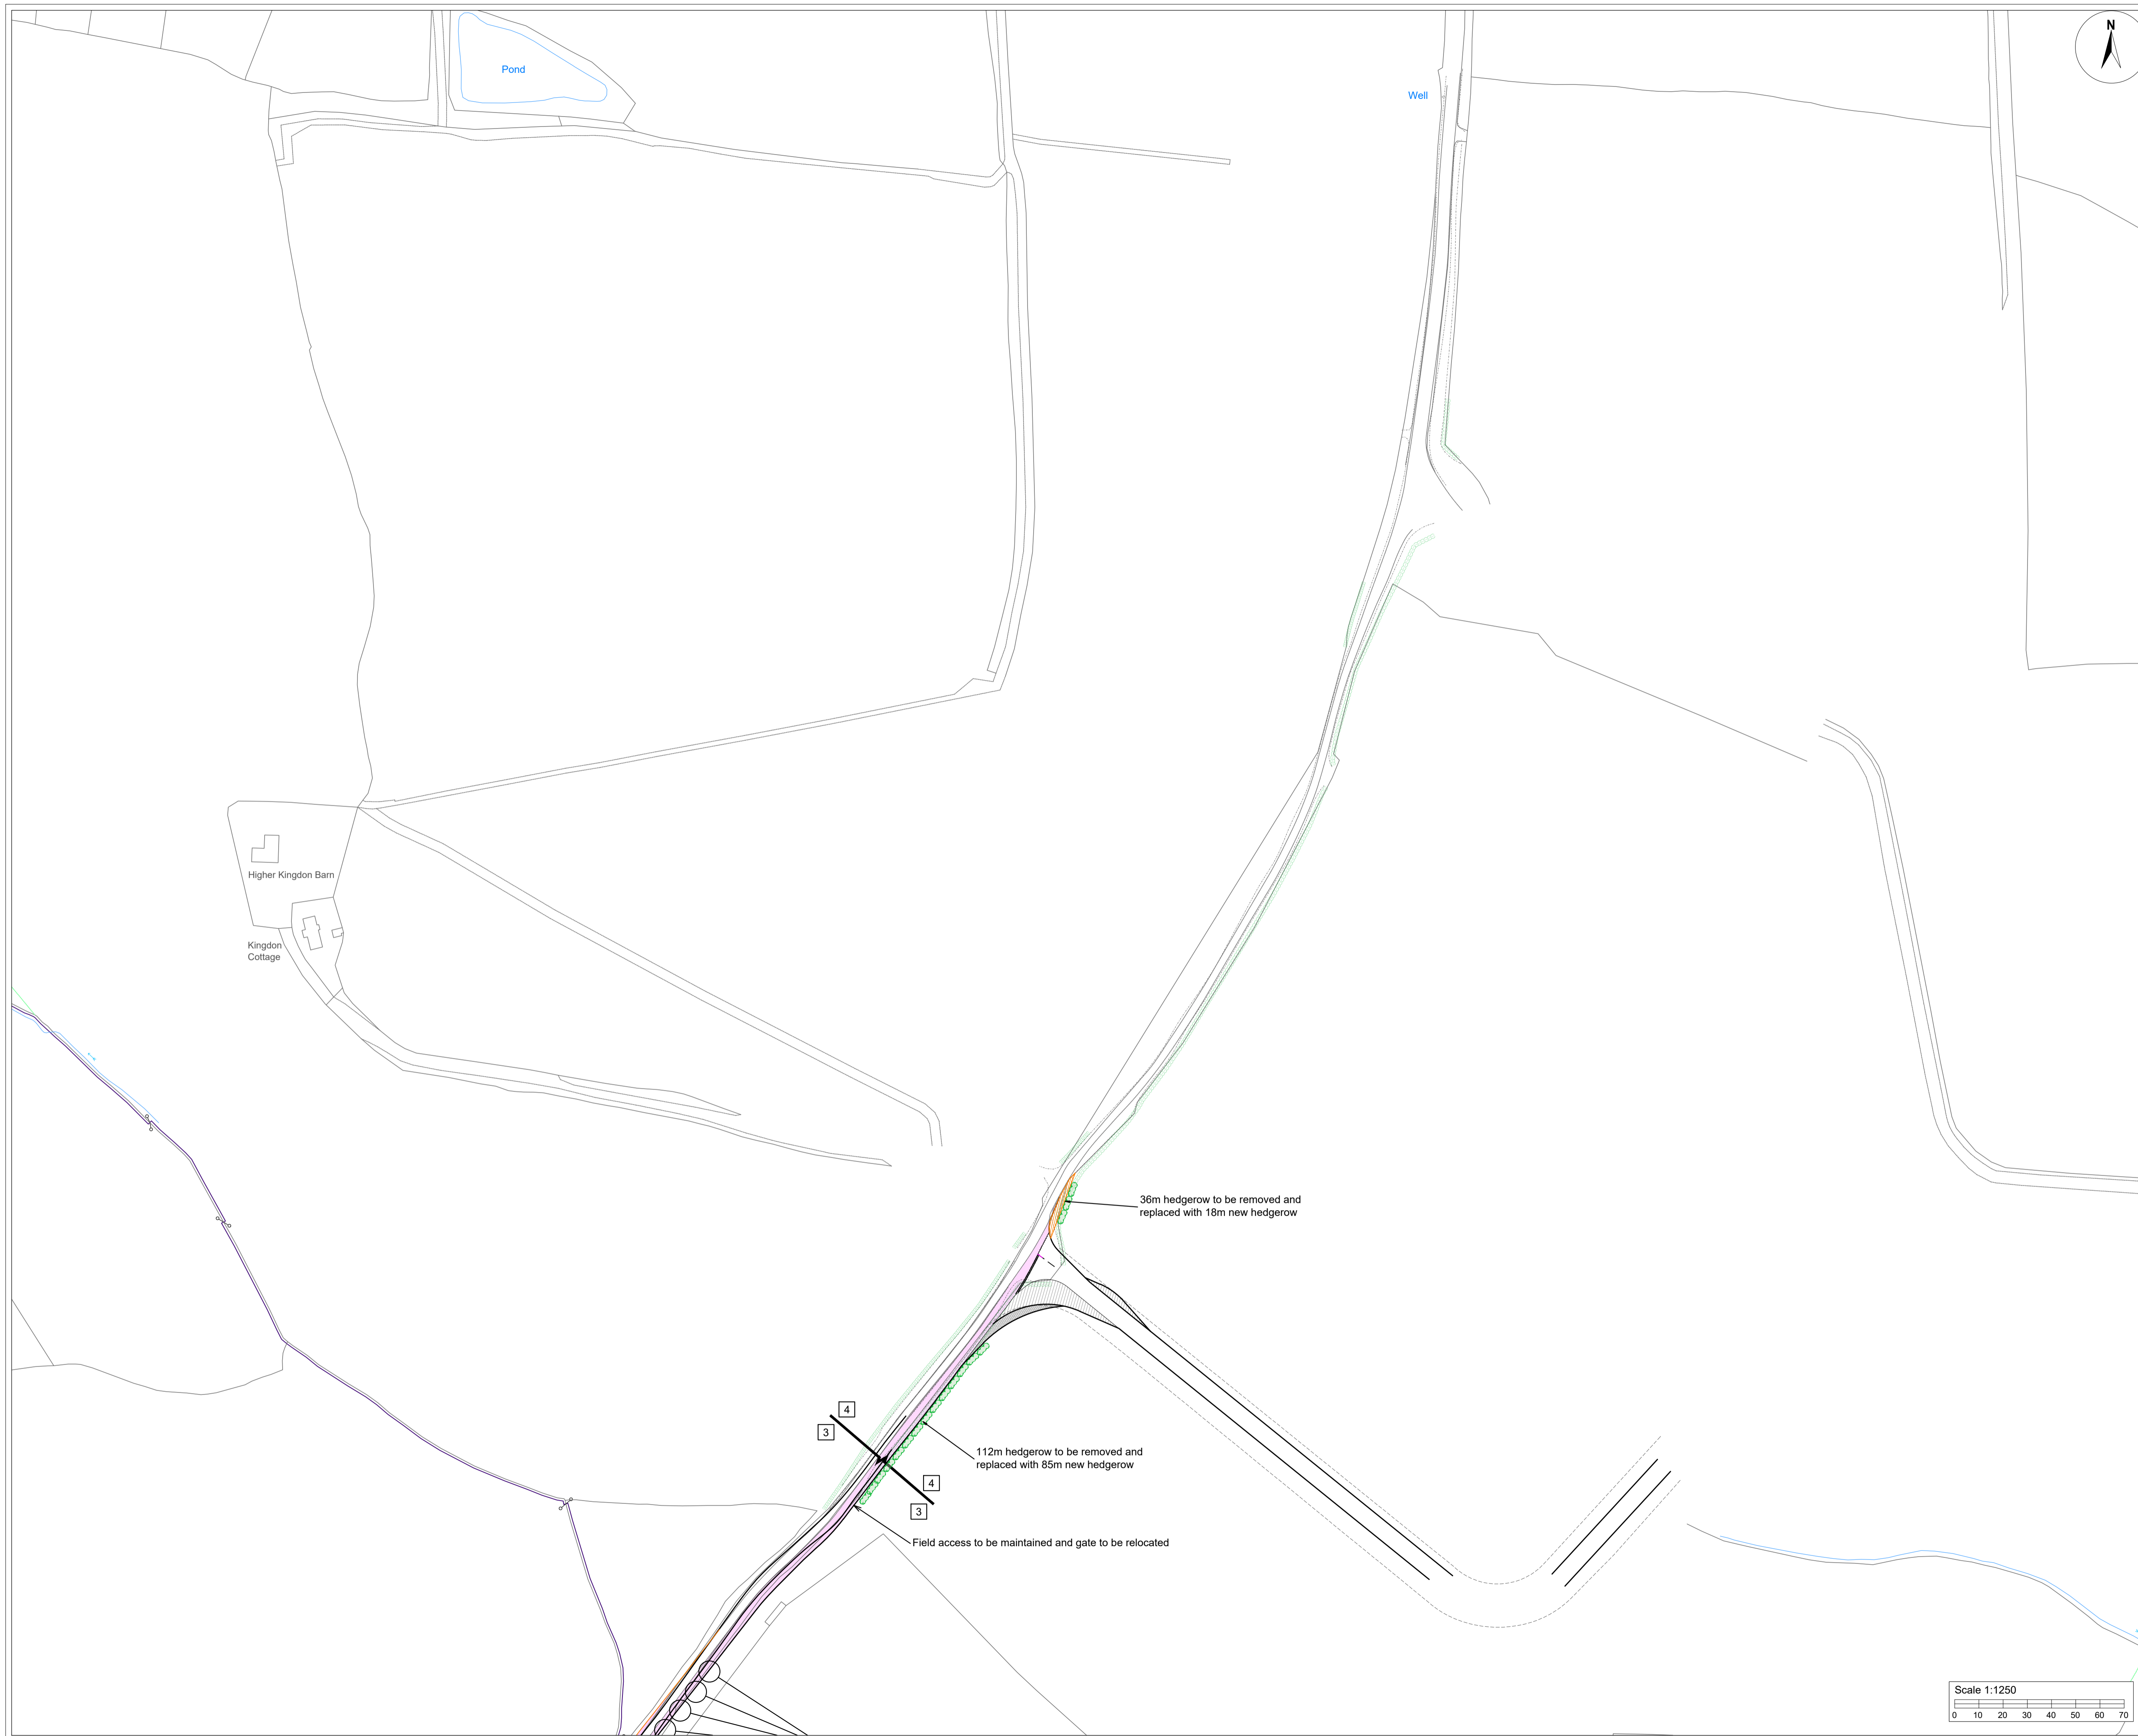 N
Pond
Well
Higher Kingdon Barn
Kingdon
Cottage
36m hedgerow to be removed and
replaced with 18m new hedgerow
4
3
112m hedgerow to be removed and
replaced with 85m new hedgerow
4
3
Field access to be maintained and gate to be relocated
Scale 1:1250
0 10 20 30 40 50 60 70